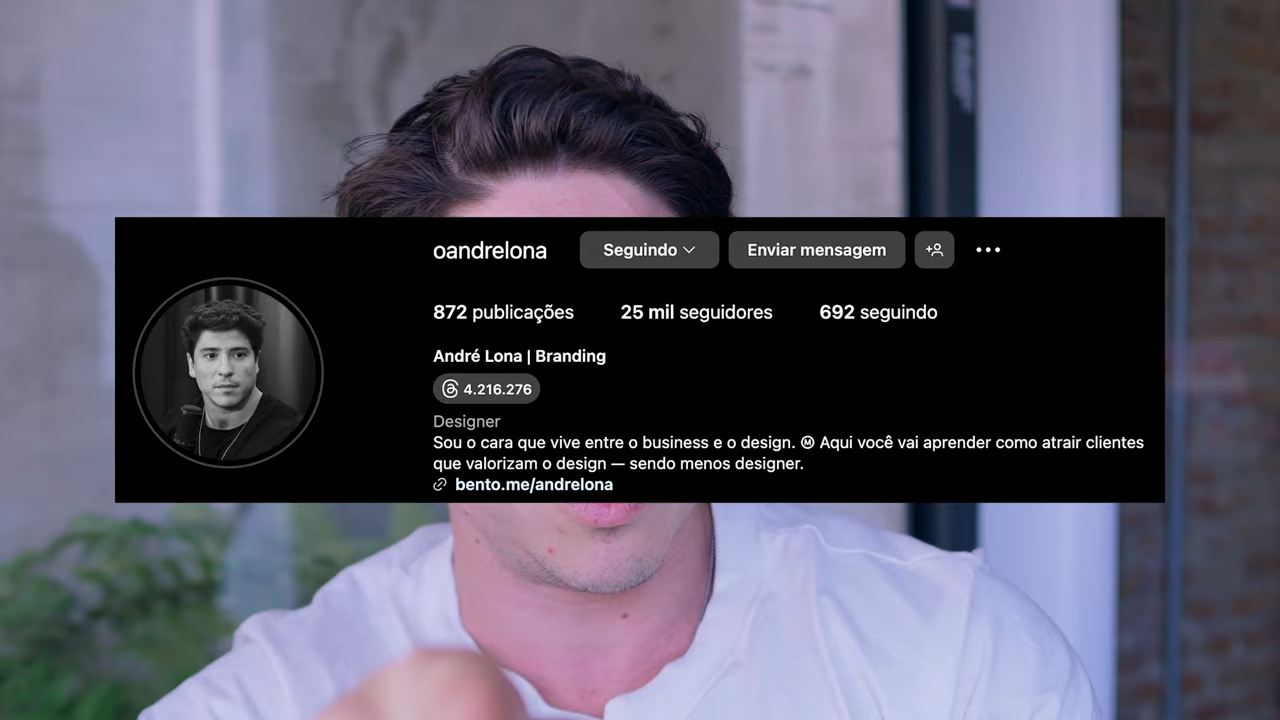 oandrelona Seguindo Enviar mensagem
872 publicações 25 mil seguidores 692 seguindo
André Lona | Branding
4.216.276
Designer
Sou o cara que vive entre o business e o design. Ⓜ Aqui você vai aprender como atrair clientes
que valorizam o design — sendo menos designer.
bento.me/andrelona